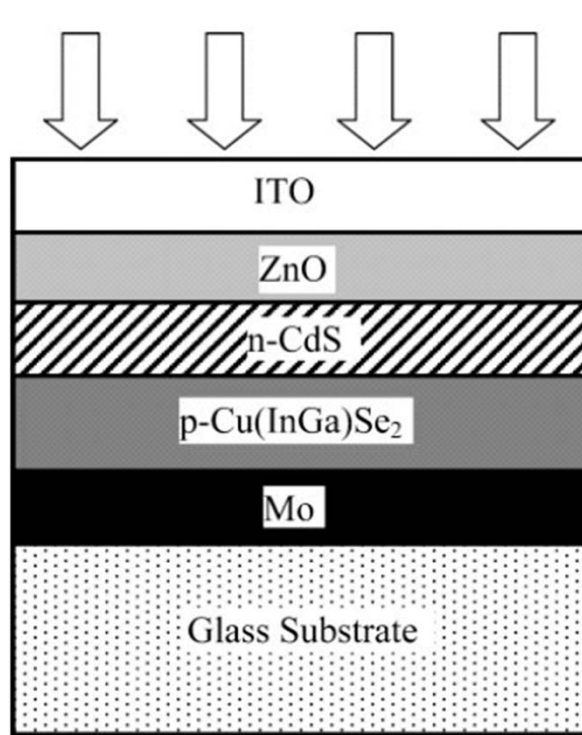 ITO
ZnO
n-CdS
p-Cu(InGa)Se₂
Mo
Glass Substrate